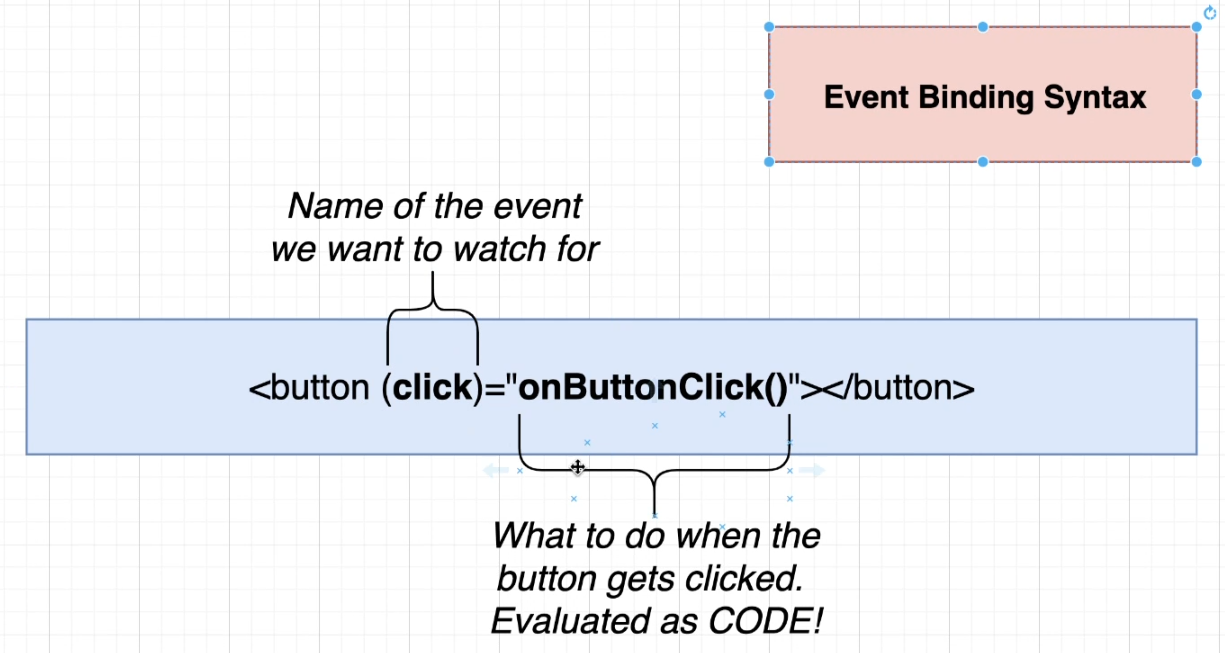 Event Binding Syntax
Name of the event
we want to watch for
<button (click)="onButtonClick()"></button>
What to do when the
button gets clicked.
Evaluated as CODE!